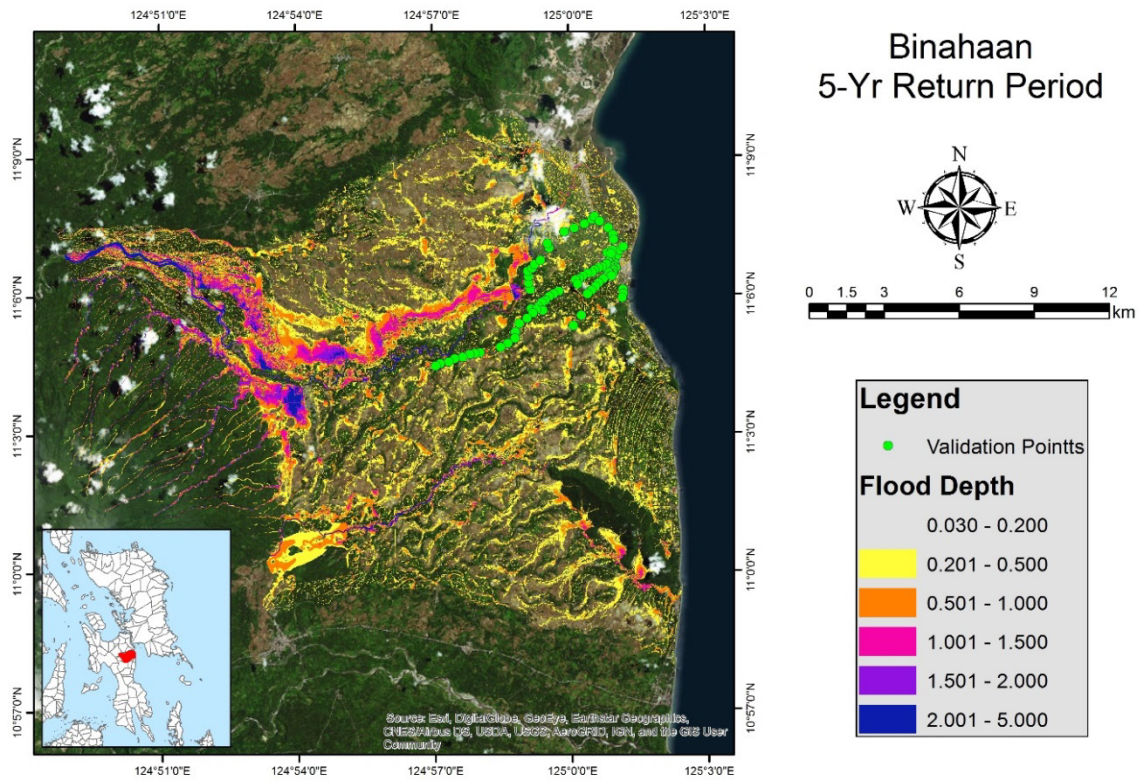 124°51'0"E
124°54'0"E
124°57'0"E
125°0'0"E
125°3'0"E
Binahaan
5-Yr Return Period
N
W
E
S
0 1.5 3 6 9 12
km
11°9'0"N
11°6'0"N
11°3'0"N
11°0'0"N
10°57'0"N
11°9'0"N
11°6'0"N
11°3'0"N
11°0'0"N
10°57'0"N
Legend
Validation Pointts
Flood Depth
0.030 - 0.200
0.201 - 0.500
0.501 - 1.000
1.001 - 1.500
1.501 - 2.000
2.001 - 5.000
Source: Esri, DigitalGlobe, GeoEye, Earthstar Geographics,
CNES/Airbus DS, USDA, USGS, AeroGRID, IGN, and the GIS User
Community
124°51'0"E
124°54'0"E
124°57'0"E
125°0'0"E
125°3'0"E